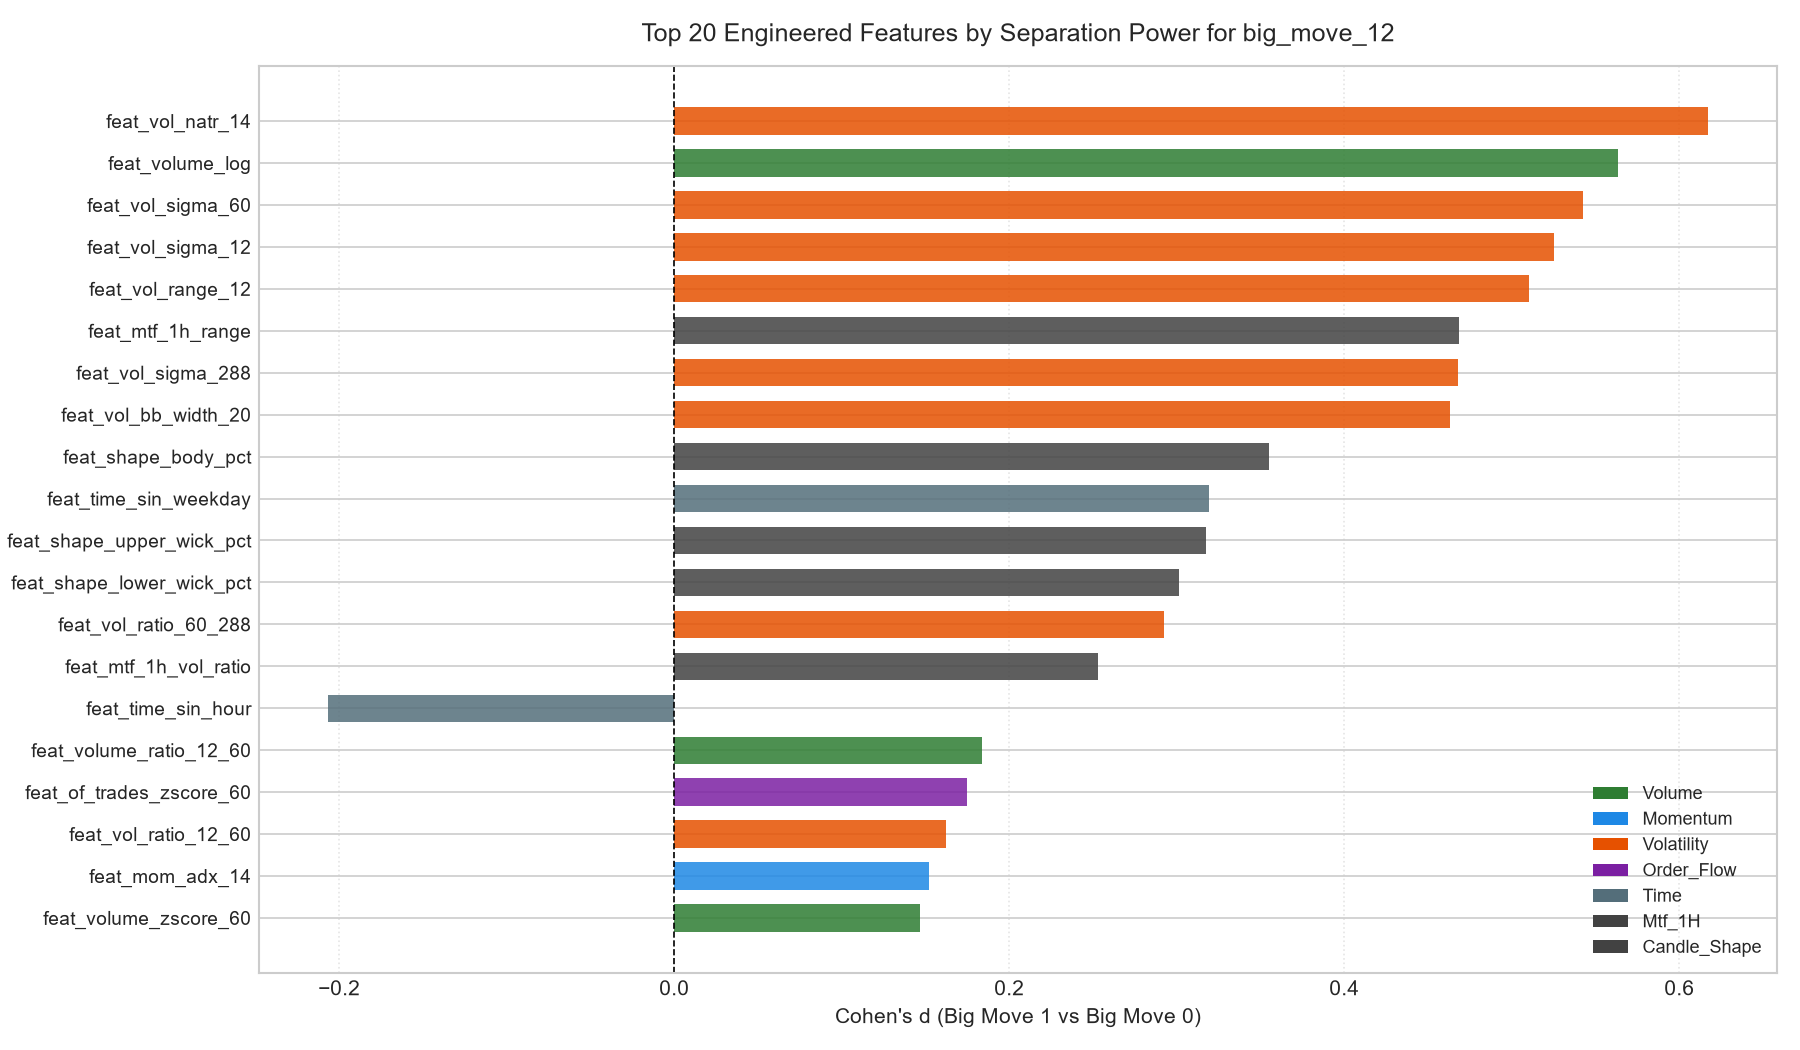 Top 20 Engineered Features by Separation Power for big_move_12
feat_vol_natr_14
feat_volume_log
feat_vol_sigma_60
feat_vol_sigma_12
feat_vol_range_12
feat_mtf_1h_range
feat_vol_sigma_288
feat_vol_bb_width_20
feat_shape_body_pct
feat_time_sin_weekday
feat_shape_upper_wick_pct
feat_shape_lower_wick_pct
feat_vol_ratio_60_288
feat_mtf_1h_vol_ratio
feat_time_sin_hour
feat_volume_ratio_12_60
feat_of_trades_zscore_60
feat_vol_ratio_12_60
feat_mom_adx_14
feat_volume_zscore_60
Volume
Momentum
Volatility
Order_Flow
Time
Mtf_1H
Candle_Shape
−0.2 0.0 0.2 0.4 0.6
Cohen's d (Big Move 1 vs Big Move 0)